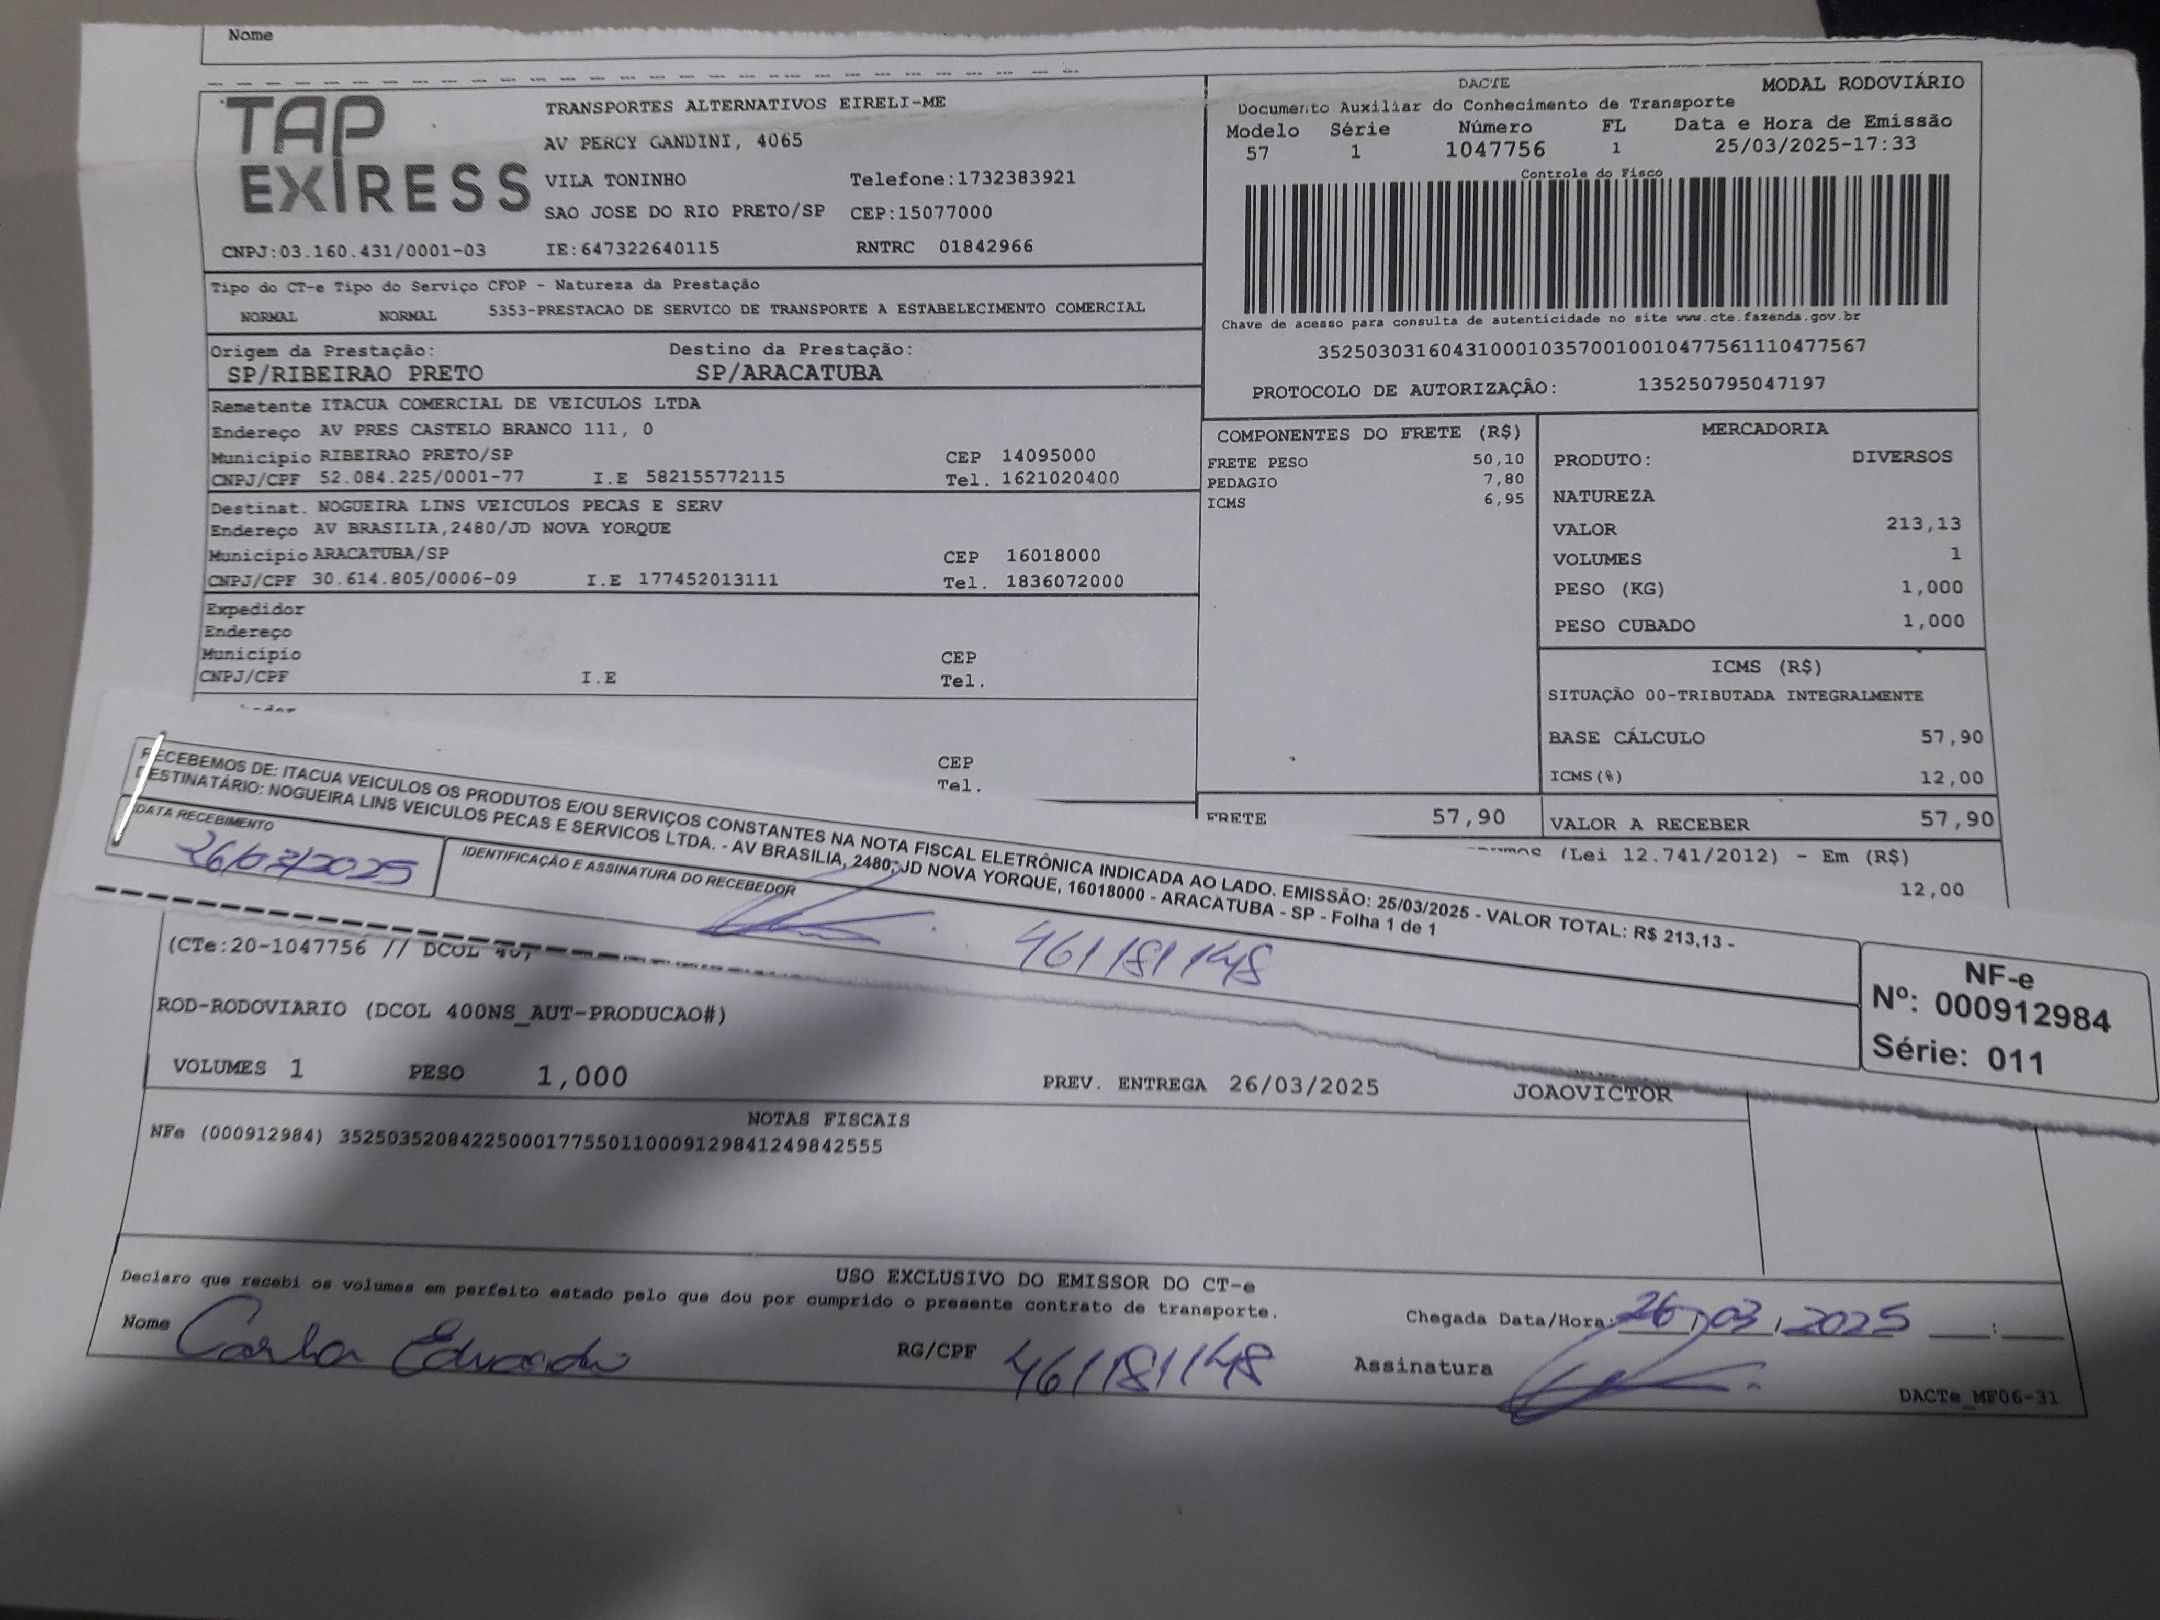 Nome
TAP EXPRESS
TRANSPORTES ALTERNATIVOS EIRELI-ME
AV PERCY GANDINI, 4065
VILA TONINHO Telefone:1732383921
SAO JOSE DO RIO PRETO/SP CEP:15077000
CNPJ:03.160.431/0001-03 IE:647322640115 RNTRC 01842966
DACTE MODAL RODOVIÁRIO
Documento Auxiliar do Conhecimento de Transporte
Modelo Série Número FL Data e Hora de Emissão
57 1 1047756 1 25/03/2025-17:33
Controle do Fisco
Chave de acesso para consulta de autenticidade no site www.cte.fazenda.gov.br
35250303160431000103570010010477561110477567
PROTOCOLO DE AUTORIZAÇÃO: 135250795047197
Tipo do CT-e Tipo do Serviço CFOP - Natureza da Prestação
NORMAL NORMAL 5353-PRESTACAO DE SERVICO DE TRANSPORTE A ESTABELECIMENTO COMERCIAL
Origem da Prestação: Destino da Prestação:
SP/RIBEIRAO PRETO SP/ARACATUBA
Remetente ITACUA COMERCIAL DE VEICULOS LTDA
Endereço AV PRES CASTELO BRANCO 111, 0
Município RIBEIRAO PRETO/SP CEP 14095000
CNPJ/CPF 52.084.225/0001-77 I.E 582155772115 Tel. 1621020400
Destinat. NOGUEIRA LINS VEICULOS PECAS E SERV
Endereço AV BRASILIA,2480/JD NOVA YORQUE
Município ARACATUBA/SP CEP 16018000
CNPJ/CPF 30.614.805/0006-09 I.E 177452013111 Tel. 1836072000
Expedidor
Endereço
Município CEP
CNPJ/CPF I.E Tel.
CEP
Tel.
COMPONENTES DO FRETE (R$)
FRETE PESO 50,10
PEDAGIO 7,80
ICMS 6,95
FRETE 57,90
MERCADORIA
PRODUTO: DIVERSOS
NATUREZA
VALOR 213,13
VOLUMES 1
PESO (KG) 1,000
PESO CUBADO 1,000
ICMS (R$)
SITUAÇÃO 00-TRIBUTADA INTEGRALMENTE
BASE CÁLCULO 57,90
ICMS(%) 12,00
VALOR A RECEBER 57,90
(Lei 12.741/2012) - Em (R$)
12,00
RECEBEMOS DE: ITACUA VEICULOS OS PRODUTOS E/OU SERVIÇOS CONSTANTES NA NOTA FISCAL ELETRÔNICA INDICADA AO LADO. EMISSÃO: 25/03/2025 - VALOR TOTAL: R$ 213,13 -
DESTINATÁRIO: NOGUEIRA LINS VEICULOS PECAS E SERVICOS LTDA. - AV BRASILIA, 2480, JD NOVA YORQUE, 16018000 - ARACATUBA - SP - Folha 1 de 1
DATA RECEBIMENTO IDENTIFICAÇÃO E ASSINATURA DO RECEBEDOR
26/03/2025 461181148
NF-e
Nº: 000912984
Série: 011
(CTe:20-1047756 // DCOL
ROD-RODOVIARIO (DCOL 400NS_AUT-PRODUCAO#)
VOLUMES 1 PESO 1,000 PREV. ENTREGA 26/03/2025 JOAOVICTOR
NOTAS FISCAIS
NFe (000912984) 35250352084225000177550110009129841249842555
USO EXCLUSIVO DO EMISSOR DO CT-e
Declaro que recebi os volumes em perfeito estado pelo que dou por cumprido o presente contrato de transporte.
Nome Carlos Eduardo RG/CPF 461181148 Chegada Data/Hora: 26/03/2025 :
Assinatura
DACTe_MF06-31